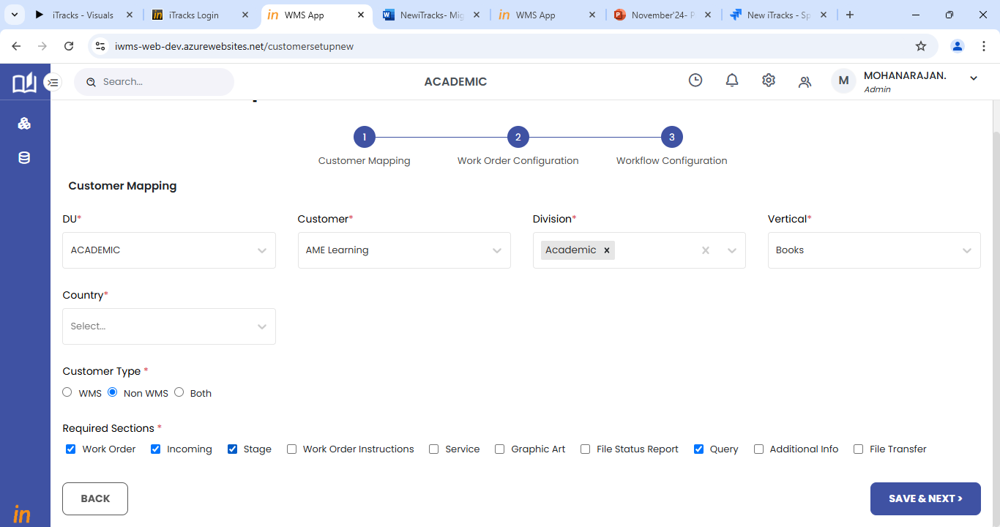 iTracks - Visuals
iTracks Login
in WMS App
NewiTracks- Mig
in WMS App
November'24- P
New iTracks - Sp
iwms-web-dev.azurewebsites.net/customersetupnew
Search...
ACADEMIC
M
MOHANARAJAN.
Admin
1
2
3
Customer Mapping
Work Order Configuration
Workflow Configuration
Customer Mapping
DU*
Customer*
Division*
Vertical*
ACADEMIC
AME Learning
Academic
Books
Country*
Select...
Customer Type *
WMS Non WMS Both
Required Sections *
Work Order Incoming Stage Work Order Instructions Service Graphic Art File Status Report Query Additional Info File Transfer
BACK
SAVE & NEXT >
in